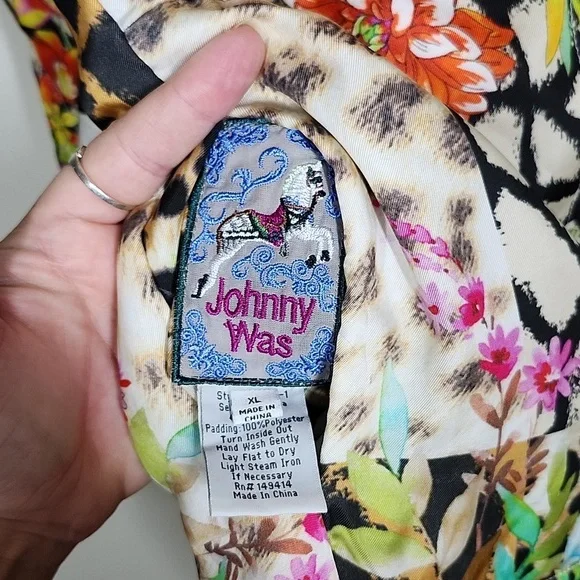 Johnny
Was
XL
MADE IN
CHINA
Padding:100%Polyester
Turn Inside Out
Hand Wash Gently
Lay Flat to Dry
Light Steam Iron
If Necessary
Rn# 149414
Made In China